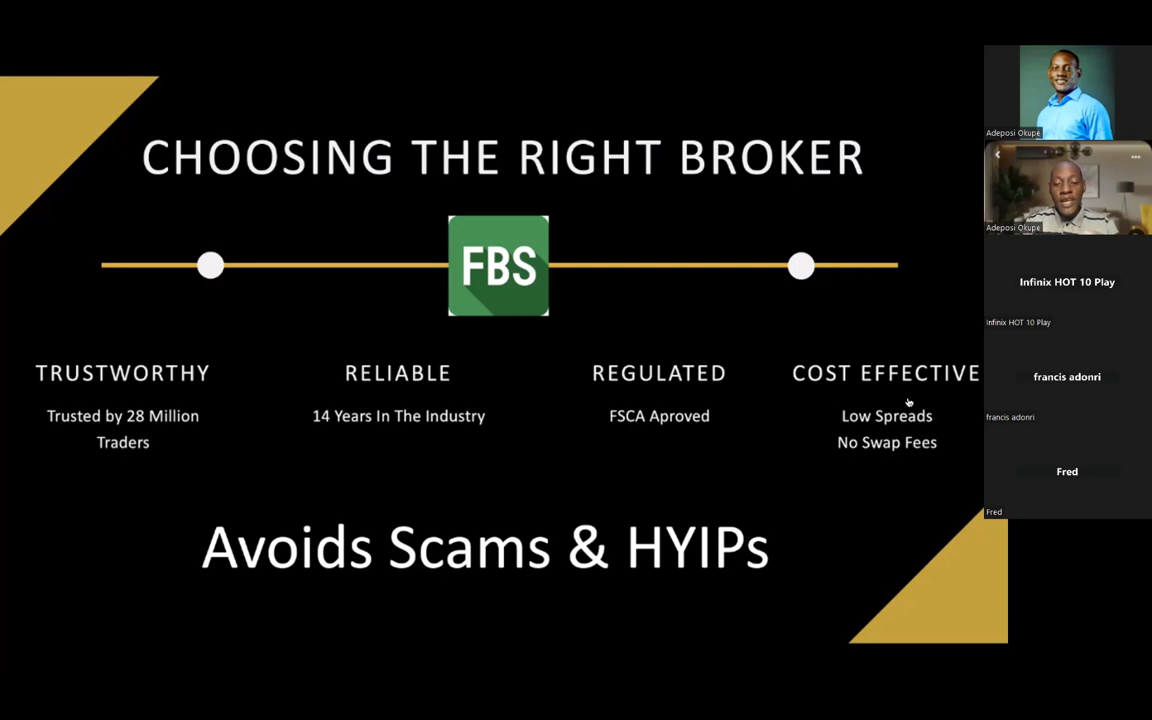 CHOOSING THE RIGHT BROKER
FBS
TRUSTWORTHY
Trusted by 28 Million
Traders
RELIABLE
14 Years In The Industry
REGULATED
FSCA Aproved
COST EFFECTIVE
Low Spreads
No Swap Fees
Avoids Scams & HYIPs
Adeposi Okupe
Adeposi Okupe
Infinix HOT 10 Play
Infinix HOT 10 Play
francis adonri
francis adonri
Fred
Fred